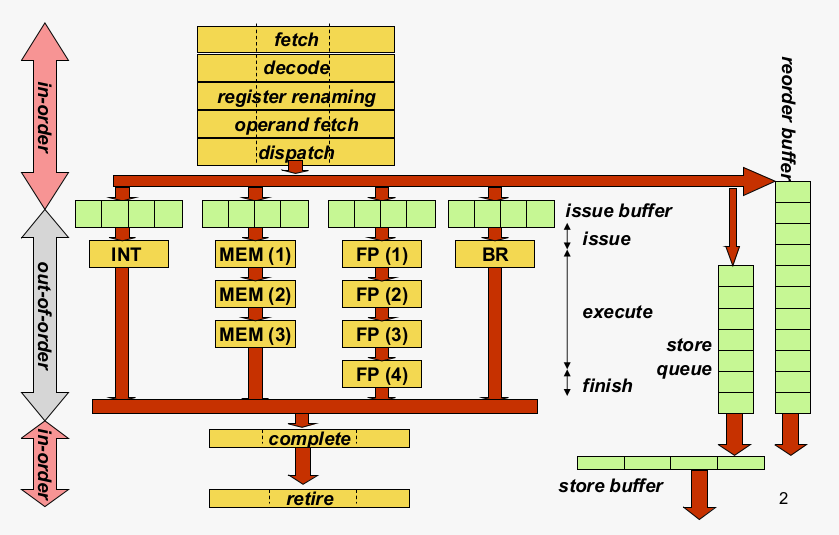 fetch
decode
register renaming
operand fetch
dispatch
in-order
reorder buffer
issue buffer
issue
INT
MEM (1)
FP (1)
BR
MEM (2)
FP (2)
out-of-order
execute
MEM (3)
FP (3)
store
queue
FP (4)
finish
in-order
complete
store buffer
retire
2